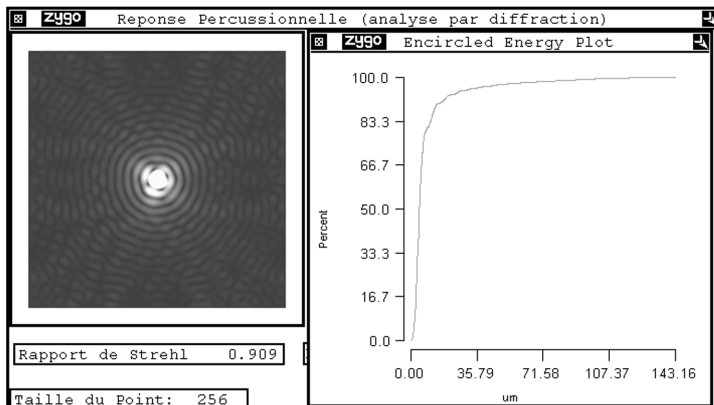 zygo Reponse Percussionnelle (analyse par diffraction)
zygo Encircled Energy Plot
100.0
83.3
66.7
50.0
33.3
16.7
0.0
Percent
0.00 35.79 71.58 107.37 143.16
um
Rapport de Strehl 0.909
Taille du Point: 256